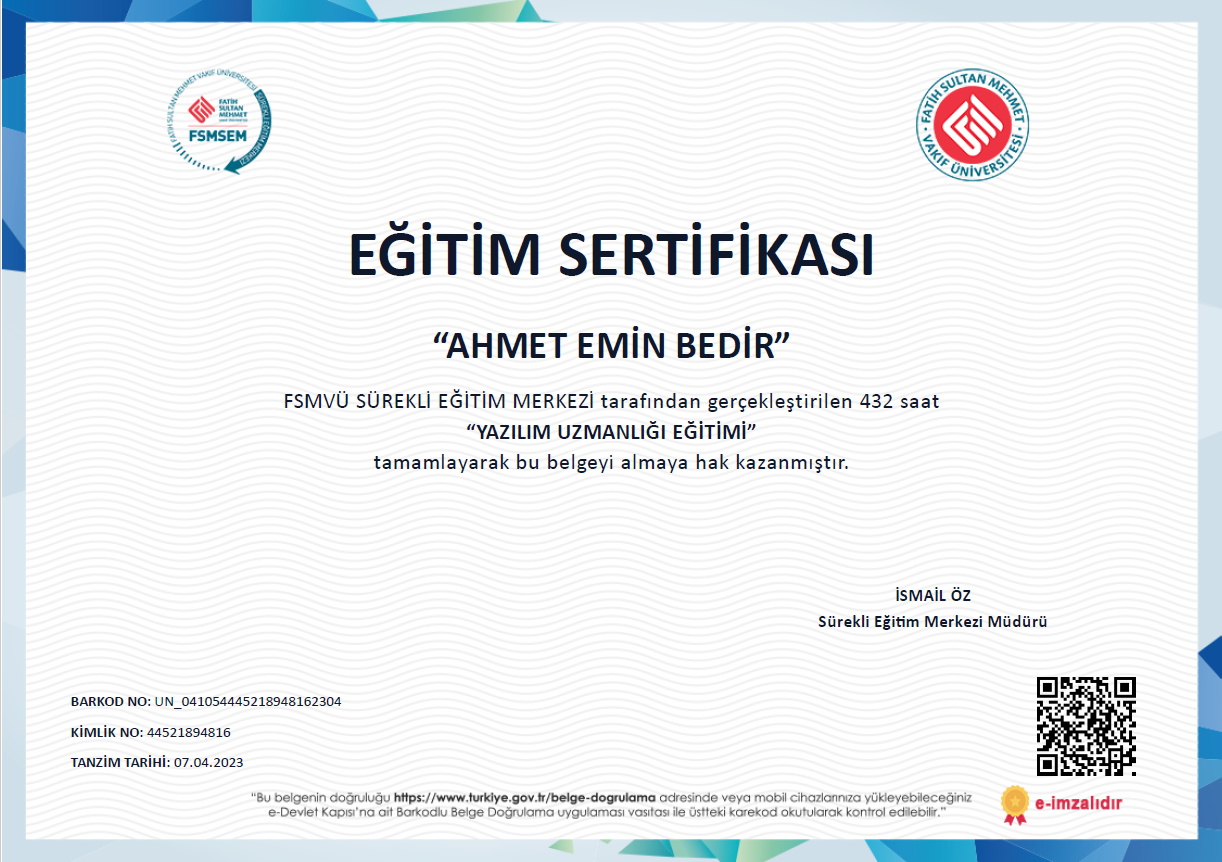 FATİH SULTAN MEHMET VAKIF ÜNİVERSİTESİ
SÜREKLİ EĞİTİM MERKEZİ
FATİH
SULTAN
MEHMET
FSMSEM
FATİH SULTAN MEHMET
VAKIF ÜNİVERSİTESİ
EĞİTİM SERTİFİKASI
“AHMET EMİN BEDİR”
FSMVÜ SÜREKLİ EĞİTİM MERKEZİ tarafından gerçekleştirilen 432 saat
“YAZILIM UZMANLIĞI EĞİTİMİ”
tamamlayarak bu belgeyi almaya hak kazanmıştır.
İSMAİL ÖZ
Sürekli Eğitim Merkezi Müdürü
BARKOD NO: UN_041054445218948162304
KİMLİK NO: 44521894816
TANZİM TARİHİ: 07.04.2023
“Bu belgenin doğruluğu https://www.turkiye.gov.tr/belge-dogrulama adresinde veya mobil cihazlarınıza yükleyebileceğiniz
e-Devlet Kapısı’na ait Barkodlu Belge Doğrulama uygulaması vasıtası ile üstteki karekod okutularak kontrol edilebilir.”
e-imzalıdır